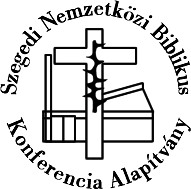 Szegedi Nemzetközi Biblikus
Konferencia Alapítvány